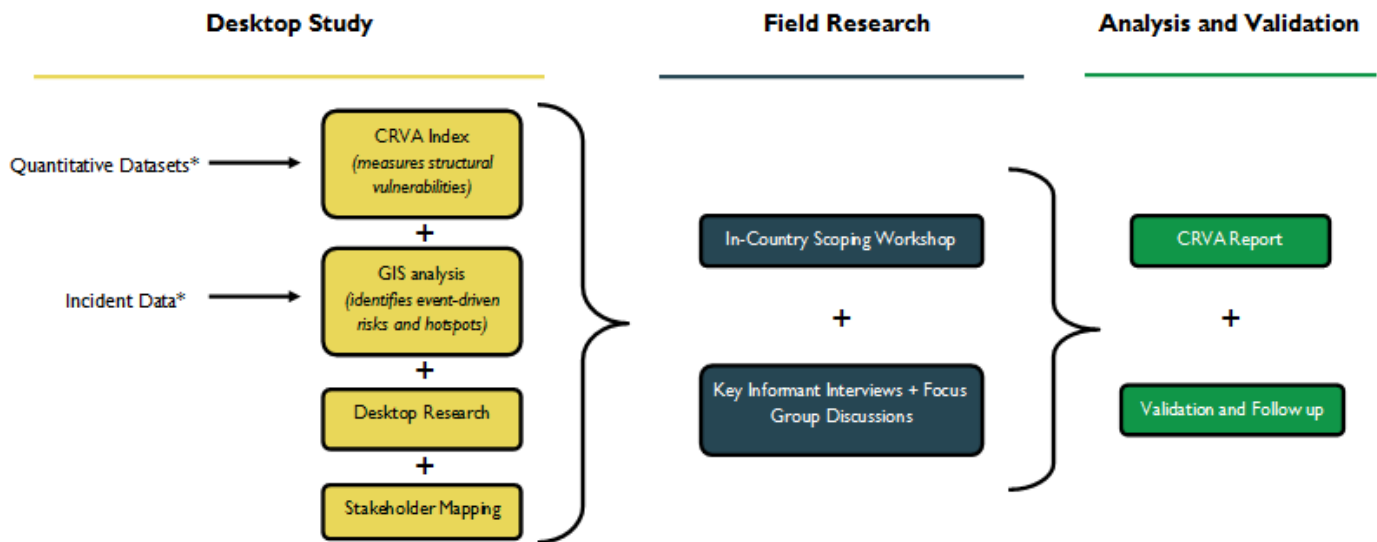 Desktop Study
Field Research
Analysis and Validation
Quantitative Datasets*
CRVA Index
(measures structural
vulnerabilities)
+
Incident Data*
GIS analysis
(identifies event-driven
risks and hotspots)
+
Desktop Research
+
Stakeholder Mapping
In-Country Scoping Workshop
+
Key Informant Interviews + Focus
Group Discussions
CRVA Report
+
Validation and Follow up